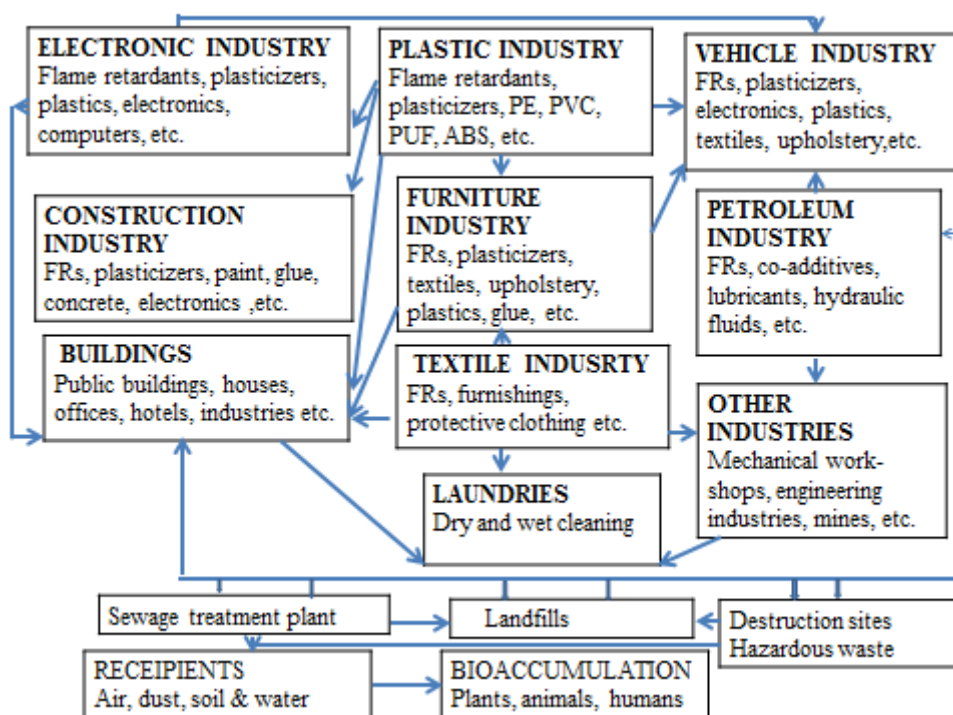 ELECTRONIC INDUSTRY
Flame retardants, plasticizers,
plastics, electronics,
computers, etc.
PLASTIC INDUSTRY
Flame retardants,
plasticizers, PE, PVC,
PUF, ABS, etc.
VEHICLE INDUSTRY
FRs, plasticizers,
electronics, plastics,
textiles, upholstery,etc.
CONSTRUCTION
INDUSTRY
FRs, plasticizers, paint, glue,
concrete, electronics ,etc.
FURNITURE
INDUSTRY
FRs, plasticizers,
textiles, upholstery,
plastics, glue, etc.
PETROLEUM
INDUSTRY
FRs, co-additives,
lubricants, hydraulic
fluids, etc.
BUILDINGS
Public buildings, houses,
offices, hotels, industries etc.
TEXTILE INDUSRTY
FRs, furnishings,
protective clothing etc.
OTHER
INDUSTRIES
Mechanical work-
shops, engineering
industries, mines, etc.
LAUNDRIES
Dry and wet cleaning
Sewage treatment plant
Landfills
Destruction sites
Hazardous waste
RECEIPIENTS
Air, dust, soil & water
BIOACCUMULATION
Plants, animals, humans